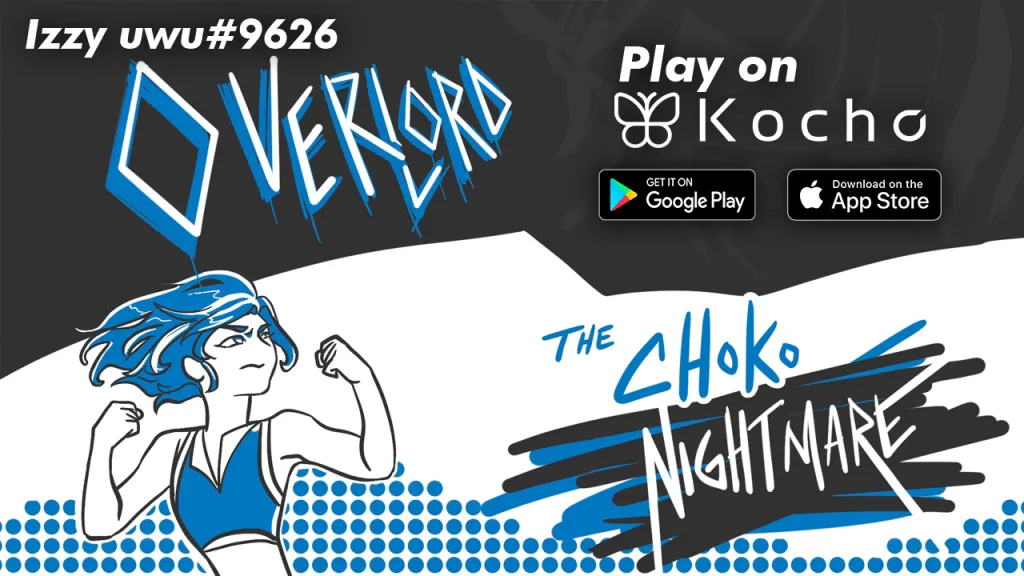 Izzy uwu#9626
OVERLORD
Play on
Kocho
GET IT ON
Google Play
Download on the
App Store
THE CHOKO
NIGHTMARE